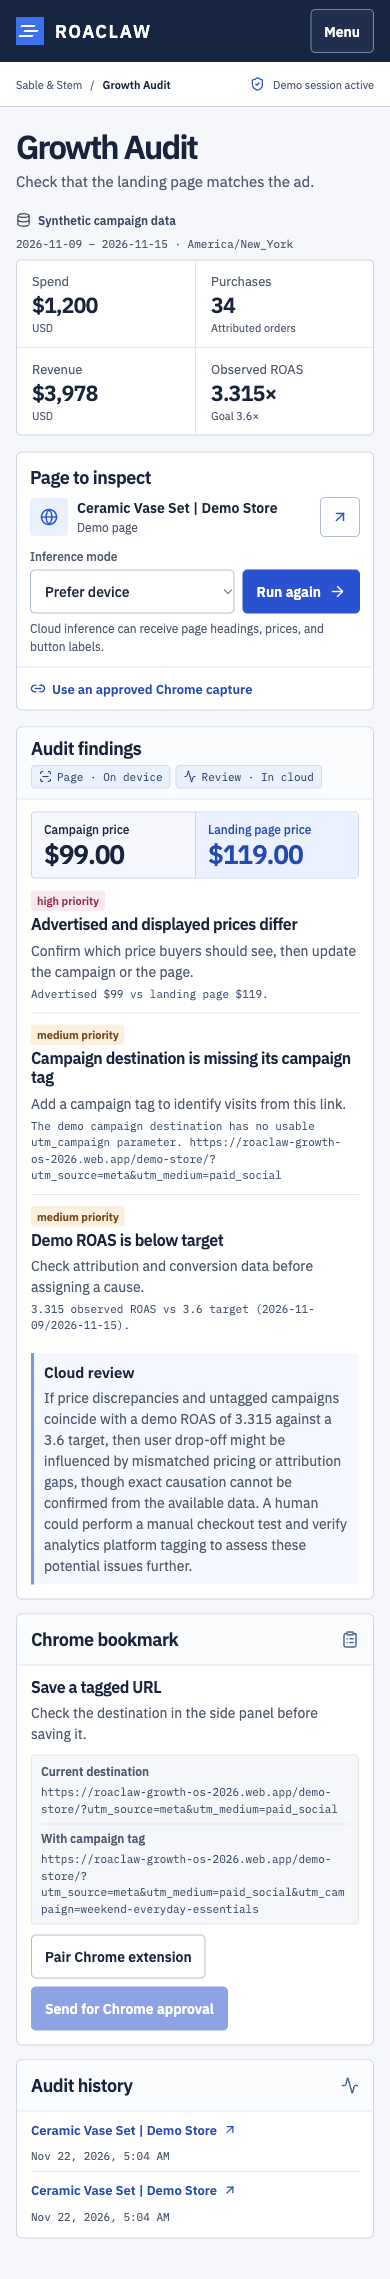 ROACLAW
Menu
Sable & Stem / Growth Audit
Demo session active
Growth Audit
Check that the landing page matches the ad.
Synthetic campaign data
2026-11-09 – 2026-11-15 · America/New_York
Spend
$1,200
USD
Purchases
34
Attributed orders
Revenue
$3,978
USD
Observed ROAS
3.315×
Goal 3.6×
Page to inspect
Ceramic Vase Set | Demo Store
Demo page
Inference mode
Prefer device
Run again
Cloud inference can receive page headings, prices, and
button labels.
Use an approved Chrome capture
Audit findings
Page · On device
Review · In cloud
Campaign price
$99.00
Landing page price
$119.00
high priority
Advertised and displayed prices differ
Confirm which price buyers should see, then update
the campaign or the page.
Advertised $99 vs landing page $119.
medium priority
Campaign destination is missing its campaign
tag
Add a campaign tag to identify visits from this link.
The demo campaign destination has no usable
utm_campaign parameter. https://roaclaw-growth-
os-2026.web.app/demo-store/?
utm_source=meta&utm_medium=paid_social
medium priority
Demo ROAS is below target
Check attribution and conversion data before
assigning a cause.
3.315 observed ROAS vs 3.6 target (2026-11-
09/2026-11-15).
Cloud review
If price discrepancies and untagged campaigns
coincide with a demo ROAS of 3.315 against a
3.6 target, then user drop-off might be
influenced by mismatched pricing or attribution
gaps, though exact causation cannot be
confirmed from the available data. A human
could perform a manual checkout test and verify
analytics platform tagging to assess these
potential issues further.
Chrome bookmark
Save a tagged URL
Check the destination in the side panel before
saving it.
Current destination
https://roaclaw-growth-os-2026.web.app/demo-
store/?utm_source=meta&utm_medium=paid_social
With campaign tag
https://roaclaw-growth-os-2026.web.app/demo-
store/?
utm_source=meta&utm_medium=paid_social&utm_cam
paign=weekend-everyday-essentials
Pair Chrome extension
Send for Chrome approval
Audit history
Ceramic Vase Set | Demo Store
Nov 22, 2026, 5:04 AM
Ceramic Vase Set | Demo Store
Nov 22, 2026, 5:04 AM